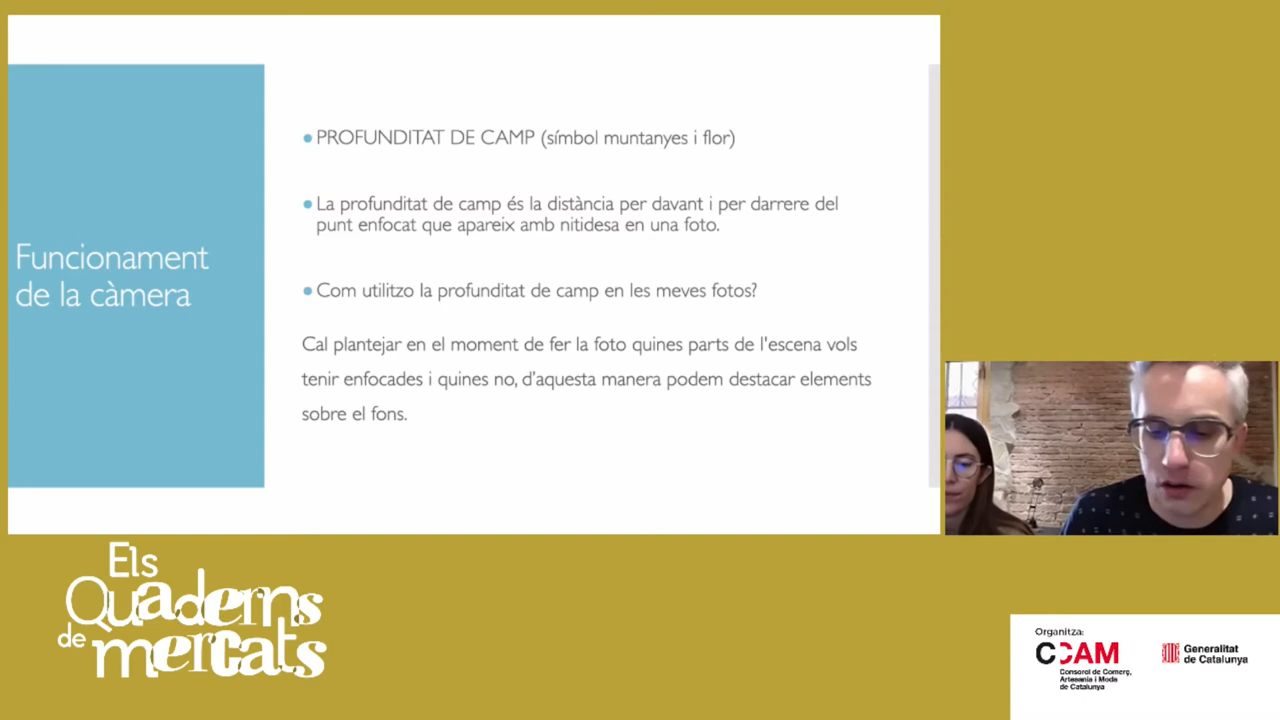 Funcionament
de la càmera
PROFUNDITAT DE CAMP (símbol muntanyes i flor)
La profunditat de camp és la distància per davant i per darrere del
punt enfocat que apareix amb nitidesa en una foto.
Com utilitzo la profunditat de camp en les meves fotos?
Cal plantejar en el moment de fer la foto quines parts de l'escena vols
tenir enfocades i quines no, d'aquesta manera podem destacar elements
sobre el fons.
Els
Quaderns
de mercats
Organitza:
CCAM
Consorci de Comerç,
Artesania i Moda
de Catalunya
Generalitat
de Catalunya